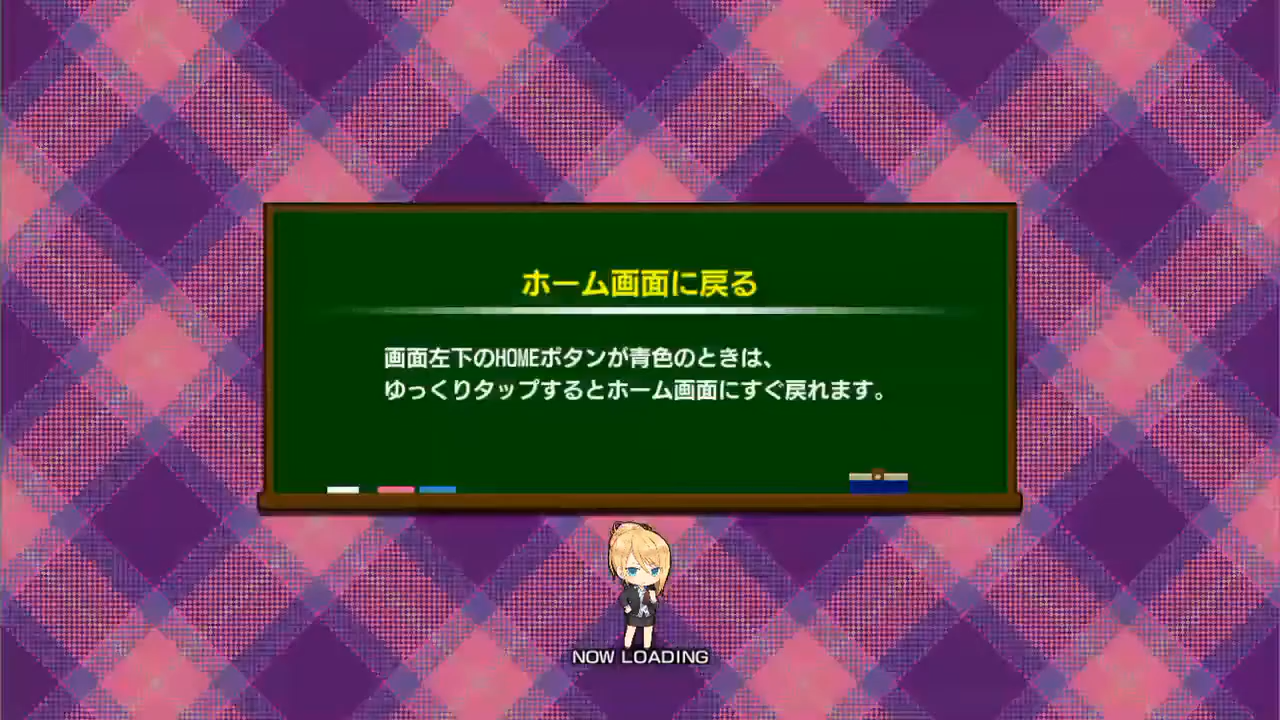 ホーム画面に戻る
画面左下のHOMEボタンが青色のときは、
ゆっくりタップするとホーム画面にすぐ戻れます。
NOW LOADING